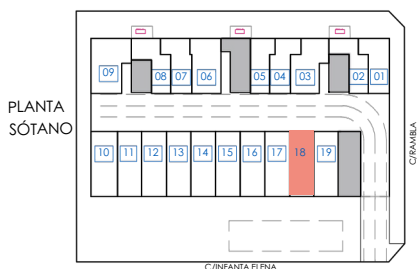 09 08 07 06 05 04 03 02 01
PLANTA
SÓTANO
10 11 12 13 14 15 16 17 18 19
C/RAMBLA
C/INFANTA ELENA